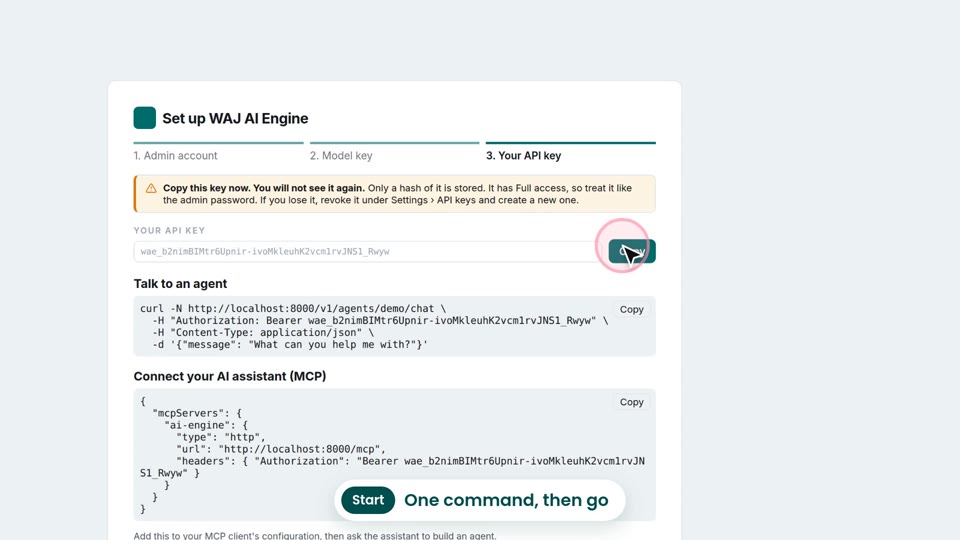 Set up WAJ AI Engine
1. Admin account
2. Model key
3. Your API key
Copy this key now. You will not see it again. Only a hash of it is stored. It has Full access, so treat it like
the admin password. If you lose it, revoke it under Settings › API keys and create a new one.
YOUR API KEY
wae_b2nimBIMtr6Upnir-ivoMkleuhK2vcm1rvJNS1_Rwyw
Talk to an agent
Copy
curl -N http://localhost:8000/v1/agents/demo/chat \
-H "Authorization: Bearer wae_b2nimBIMtr6Upnir-ivoMkleuhK2vcm1rvJNS1_Rwyw" \
-H "Content-Type: application/json" \
-d '{"message": "What can you help me with?"}'
Connect your AI assistant (MCP)
Copy
{
"mcpServers": {
"ai-engine": {
"type": "http",
"url": "http://localhost:8000/mcp",
"headers": { "Authorization": "Bearer wae_b2nimBIMtr6Upnir-ivoMkleuhK2vcm1rvJN
S1_Rwyw" }
}
}
}
Start One command, then go
Add this to your MCP client's configuration, then ask the assistant to build an agent.